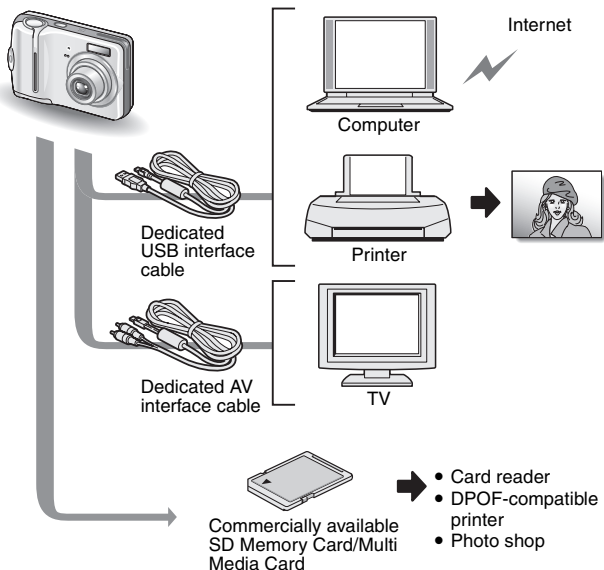 Internet
Computer
Dedicated
USB interface
cable
Printer
Dedicated AV
interface cable
TV
Commercially available
SD Memory Card/Multi
Media Card
• Card reader
• DPOF-compatible
printer
• Photo shop